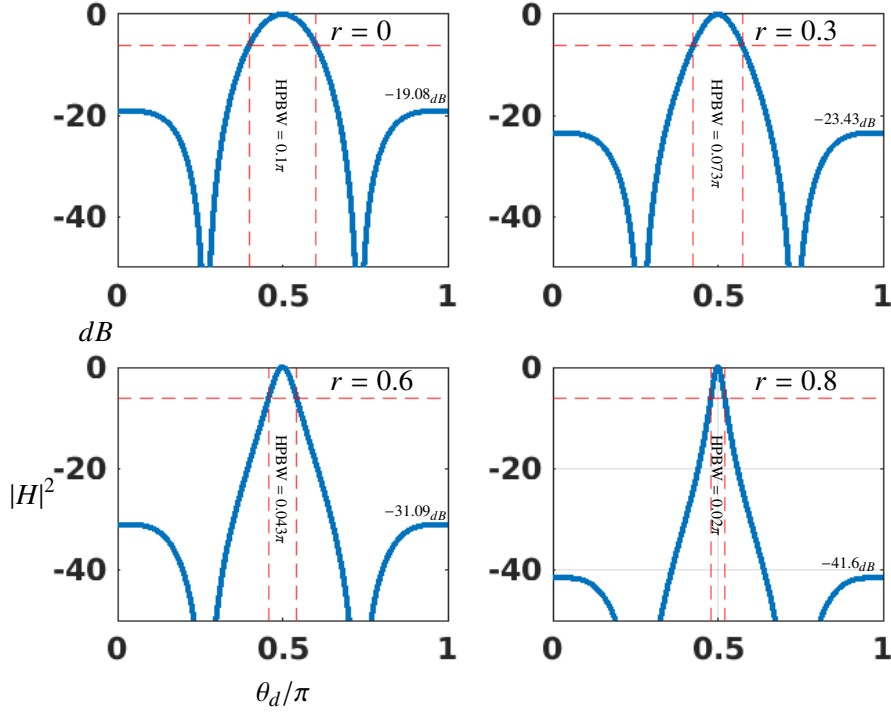 0
-20
-40
0
0.5
1
r = 0
−19.08dB
HPBW = 0.1π
0
-20
-40
0
0.5
1
r = 0.3
−23.43dB
HPBW = 0.073π
dB
0
-20
-40
0
0.5
1
r = 0.6
−31.09dB
HPBW = 0.043π
0
-20
-40
0
0.5
1
r = 0.8
−41.6dB
HPBW = 0.02π
|H|²
θd/π